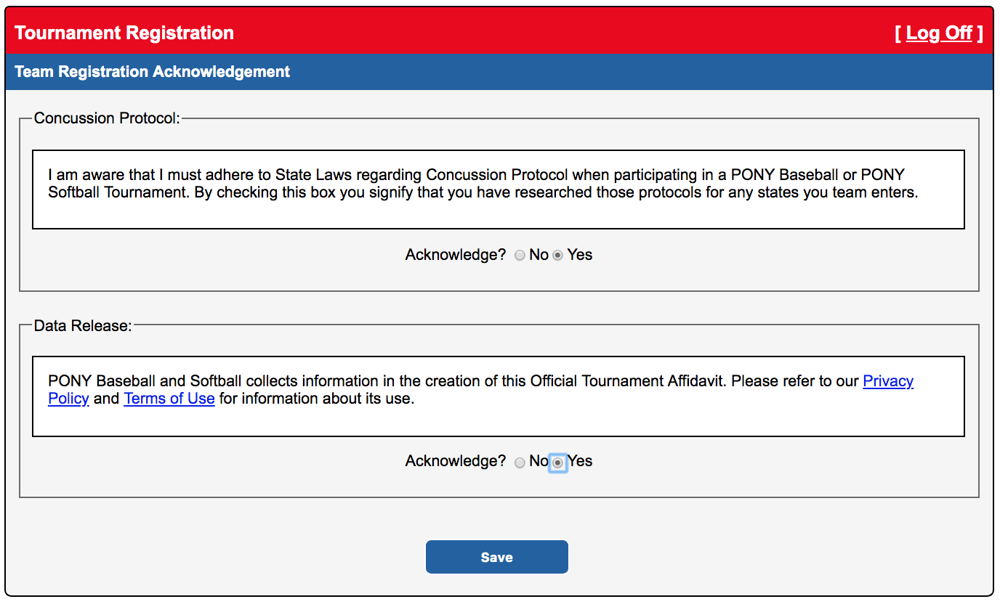 Tournament Registration [ Log Off ]
Team Registration Acknowledgement
Concussion Protocol:
I am aware that I must adhere to State Laws regarding Concussion Protocol when participating in a PONY Baseball or PONY
Softball Tournament. By checking this box you signify that you have researched those protocols for any states you team enters.
Acknowledge? No Yes
Data Release:
PONY Baseball and Softball collects information in the creation of this Official Tournament Affidavit. Please refer to our Privacy
Policy and Terms of Use for information about its use.
Acknowledge? No Yes
Save